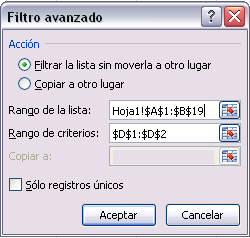 Filtro avanzado
Acción
Filtrar la lista sin moverla a otro lugar
Copiar a otro lugar
Rango de la lista: Hoja1!$A$1:$B$19
Rango de criterios: $D$1:$D$2
Copiar a:
Sólo registros únicos
Aceptar Cancelar